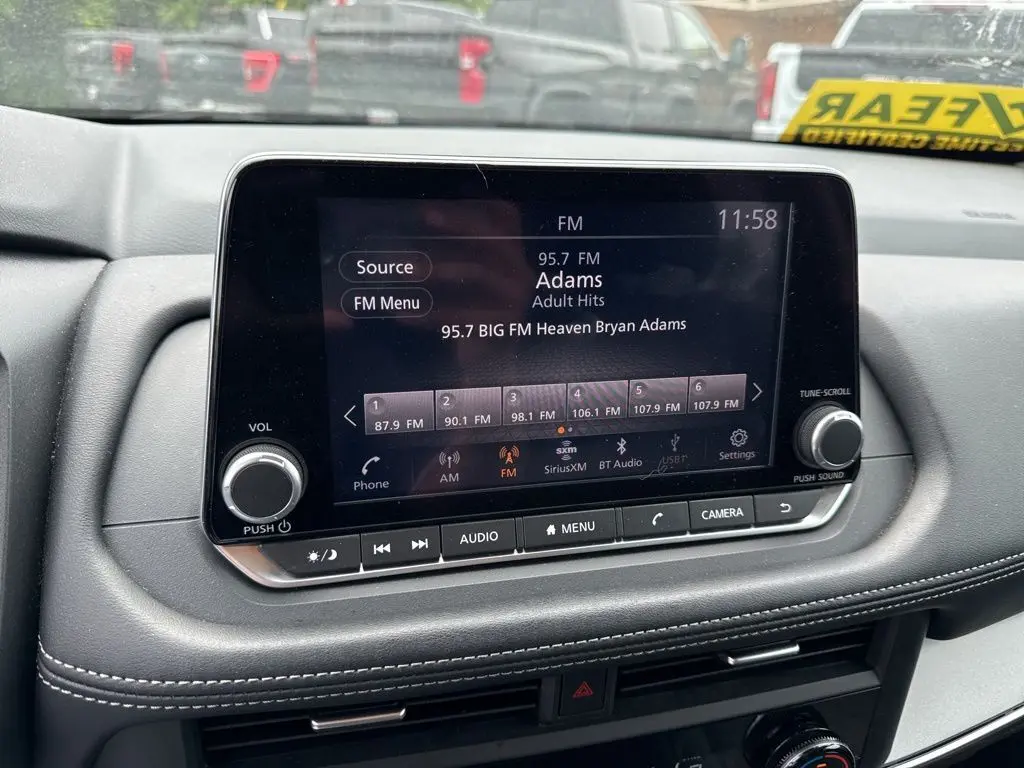 FEAR
LIFETIME CERTIFIED
FM
11:58
Source
95.7 FM
Adams
FM Menu
Adult Hits
95.7 BIG FM Heaven Bryan Adams
1
2
3
4
5
6
87.9 FM
90.1 FM
98.1 FM
106.1 FM
107.9 FM
107.9 FM
Phone
AM
FM
sxm
SiriusXM
BT Audio
USB1
Settings
VOL
PUSH
TUNE·SCROLL
PUSH SOUND
AUDIO
MENU
CAMERA